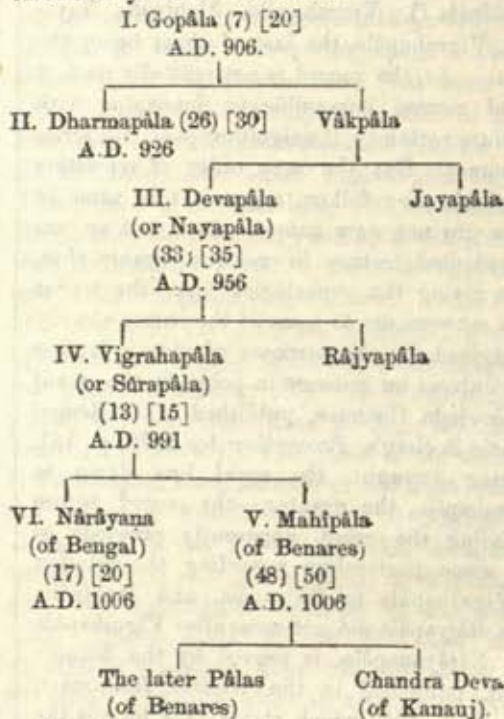 I. Gopâla (7) [20]
A.D. 906.
II. Dharmapâla (26) [30] Vâkpâla
A.D. 926
III. Devapâla Jayapâla
(or Nayapâla)
(33) [35]
A.D. 956
IV. Vigrahapâla Râjyapâla
(or Sûrapâla)
(13) [15]
A.D. 991
VI. Nârâyaṇa V. Mahîpâla
(of Bengal) (of Benares)
(17) [20] (48) [50]
A.D. 1006 A.D. 1006
The later Pâlas Chandra Deva
(of Benares) (of Kanauj).